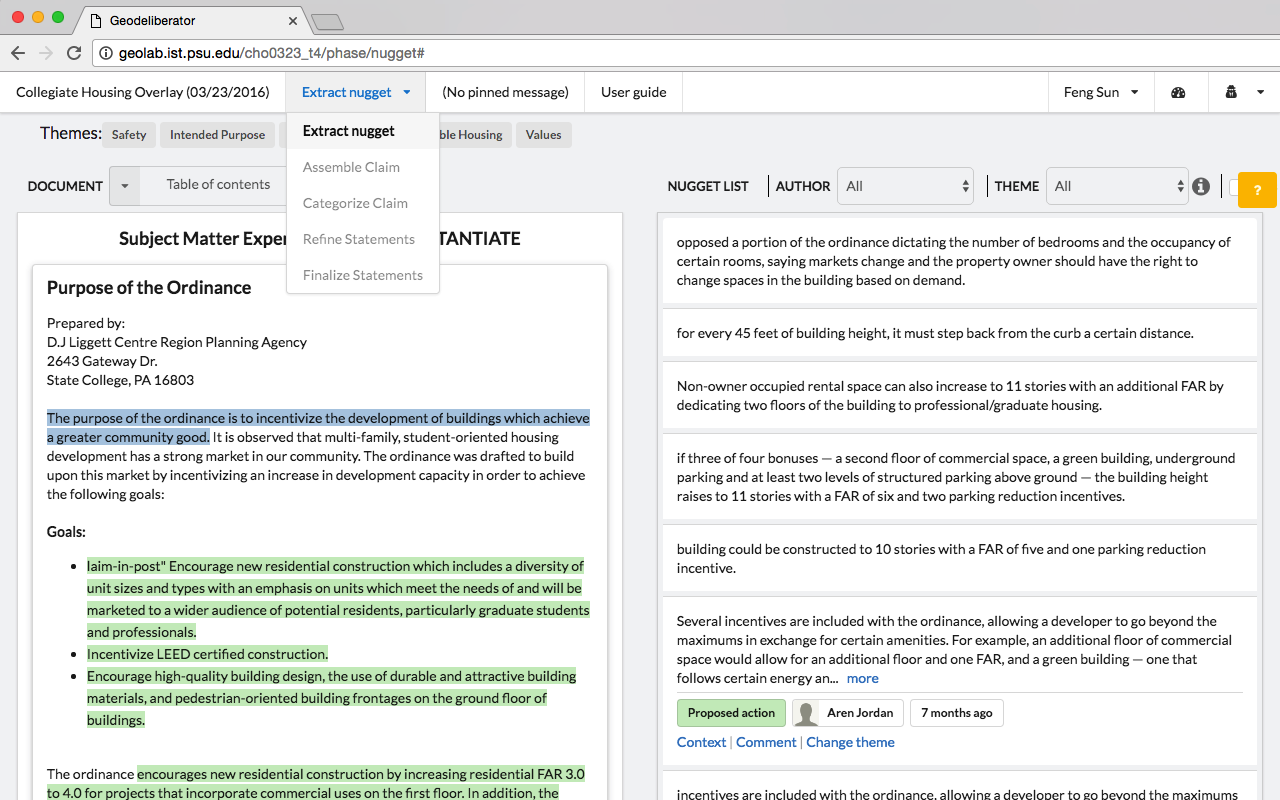 Geodeliberator
geolab.ist.psu.edu/cho0323_t4/phase/nugget#
Collegiate Housing Overlay (03/23/2016)
Extract nugget
(No pinned message)
User guide
Feng Sun
Themes:
Safety
Intended Purpose
ble Housing
Values
Extract nugget
Assemble Claim
Categorize Claim
Refine Statements
Finalize Statements
DOCUMENT
Table of contents
Subject Matter Exper
TANTIATE
Purpose of the Ordinance
Prepared by:
D.J Liggett Centre Region Planning Agency
2643 Gateway Dr.
State College, PA 16803
The purpose of the ordinance is to incentivize the development of buildings which achieve
a greater community good. It is observed that multi-family, student-oriented housing
development has a strong market in our community. The ordinance was drafted to build
upon this market by incentivizing an increase in development capacity in order to achieve
the following goals:
Goals:
laim-in-post" Encourage new residential construction which includes a diversity of
unit sizes and types with an emphasis on units which meet the needs of and will be
marketed to a wider audience of potential residents, particularly graduate students
and professionals.
Incentivize LEED certified construction.
Encourage high-quality building design, the use of durable and attractive building
materials, and pedestrian-oriented building frontages on the ground floor of
buildings.
The ordinance encourages new residential construction by increasing residential FAR 3.0
to 4.0 for projects that incorporate commercial uses on the first floor. In addition, the
NUGGET LIST
AUTHOR
All
THEME
All
?
opposed a portion of the ordinance dictating the number of bedrooms and the occupancy of
certain rooms, saying markets change and the property owner should have the right to
change spaces in the building based on demand.
for every 45 feet of building height, it must step back from the curb a certain distance.
Non-owner occupied rental space can also increase to 11 stories with an additional FAR by
dedicating two floors of the building to professional/graduate housing.
if three of four bonuses — a second floor of commercial space, a green building, underground
parking and at least two levels of structured parking above ground — the building height
raises to 11 stories with a FAR of six and two parking reduction incentives.
building could be constructed to 10 stories with a FAR of five and one parking reduction
incentive.
Several incentives are included with the ordinance, allowing a developer to go beyond the
maximums in exchange for certain amenities. For example, an additional floor of commercial
space would allow for an additional floor and one FAR, and a green building — one that
follows certain energy an... more
Proposed action
Aren Jordan
7 months ago
Context | Comment | Change theme
incentives are included with the ordinance, allowing a developer to go beyond the maximums